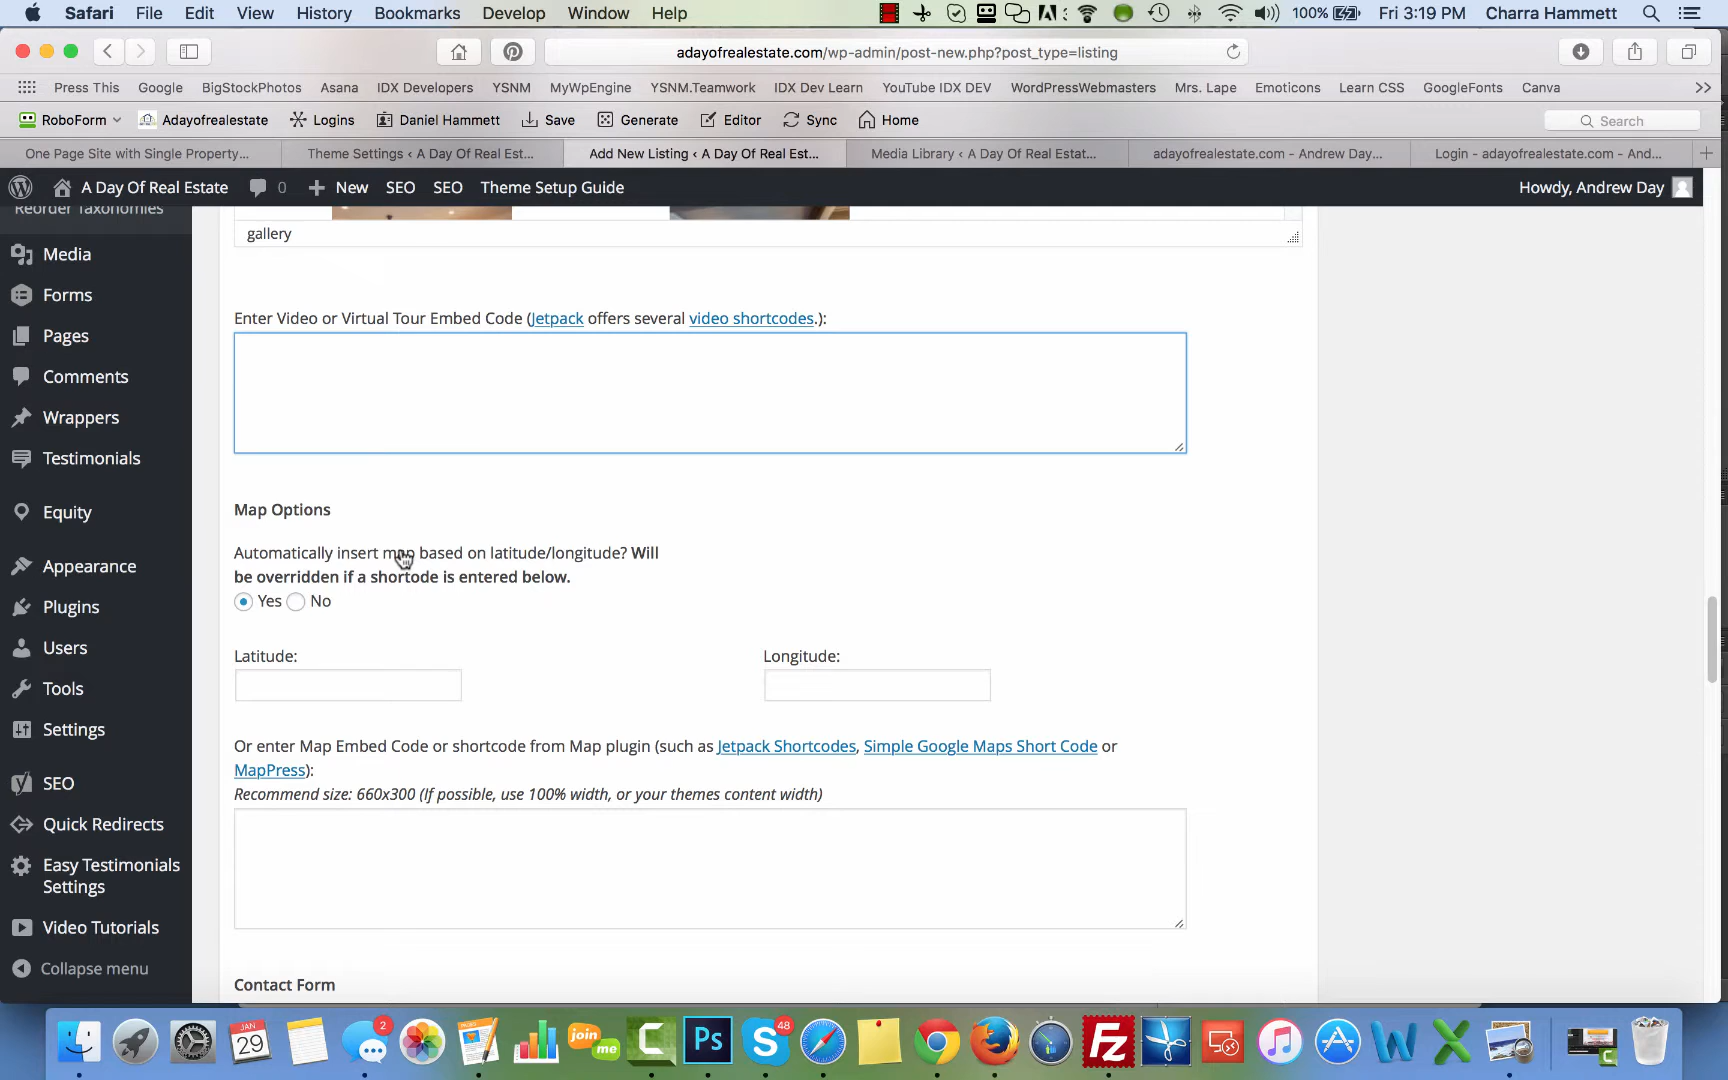 Safari File Edit View History Bookmarks Develop Window Help 100% Fri 3:19 PM Charra Hammett
adayofrealestate.com/wp-admin/post-new.php?post_type=listing
Press This Google BigStockPhotos Asana IDX Developers YSNM MyWpEngine YSNM.Teamwork IDX Dev Learn YouTube IDX DEV WordPressWebmasters Mrs. Lape Emoticons Learn CSS GoogleFonts Canva
RoboForm Adayofrealestate Logins Daniel Hammett Save Generate Editor Sync Home Search
One Page Site with Single Property... Theme Settings ‹ A Day Of Real Est... Add New Listing ‹ A Day Of Real Est... Media Library ‹ A Day Of Real Estat... adayofrealestate.com - Andrew Day... Login - adayofrealestate.com - And...
A Day Of Real Estate 0 New SEO SEO Theme Setup Guide Howdy, Andrew Day
Reorder Taxonomies
Media
Forms
Pages
Comments
Wrappers
Testimonials
Equity
Appearance
Plugins
Users
Tools
Settings
SEO
Quick Redirects
Easy Testimonials
Settings
Video Tutorials
Collapse menu
gallery
Enter Video or Virtual Tour Embed Code (Jetpack offers several video shortcodes.):
Map Options
Automatically insert map based on latitude/longitude? Will
be overridden if a shortode is entered below.
Yes No
Latitude: Longitude:
Or enter Map Embed Code or shortcode from Map plugin (such as Jetpack Shortcodes, Simple Google Maps Short Code or
MapPress):
Recommend size: 660x300 (If possible, use 100% width, or your themes content width)
Contact Form
JAN
29
2
join
me
Ps
48
Fz